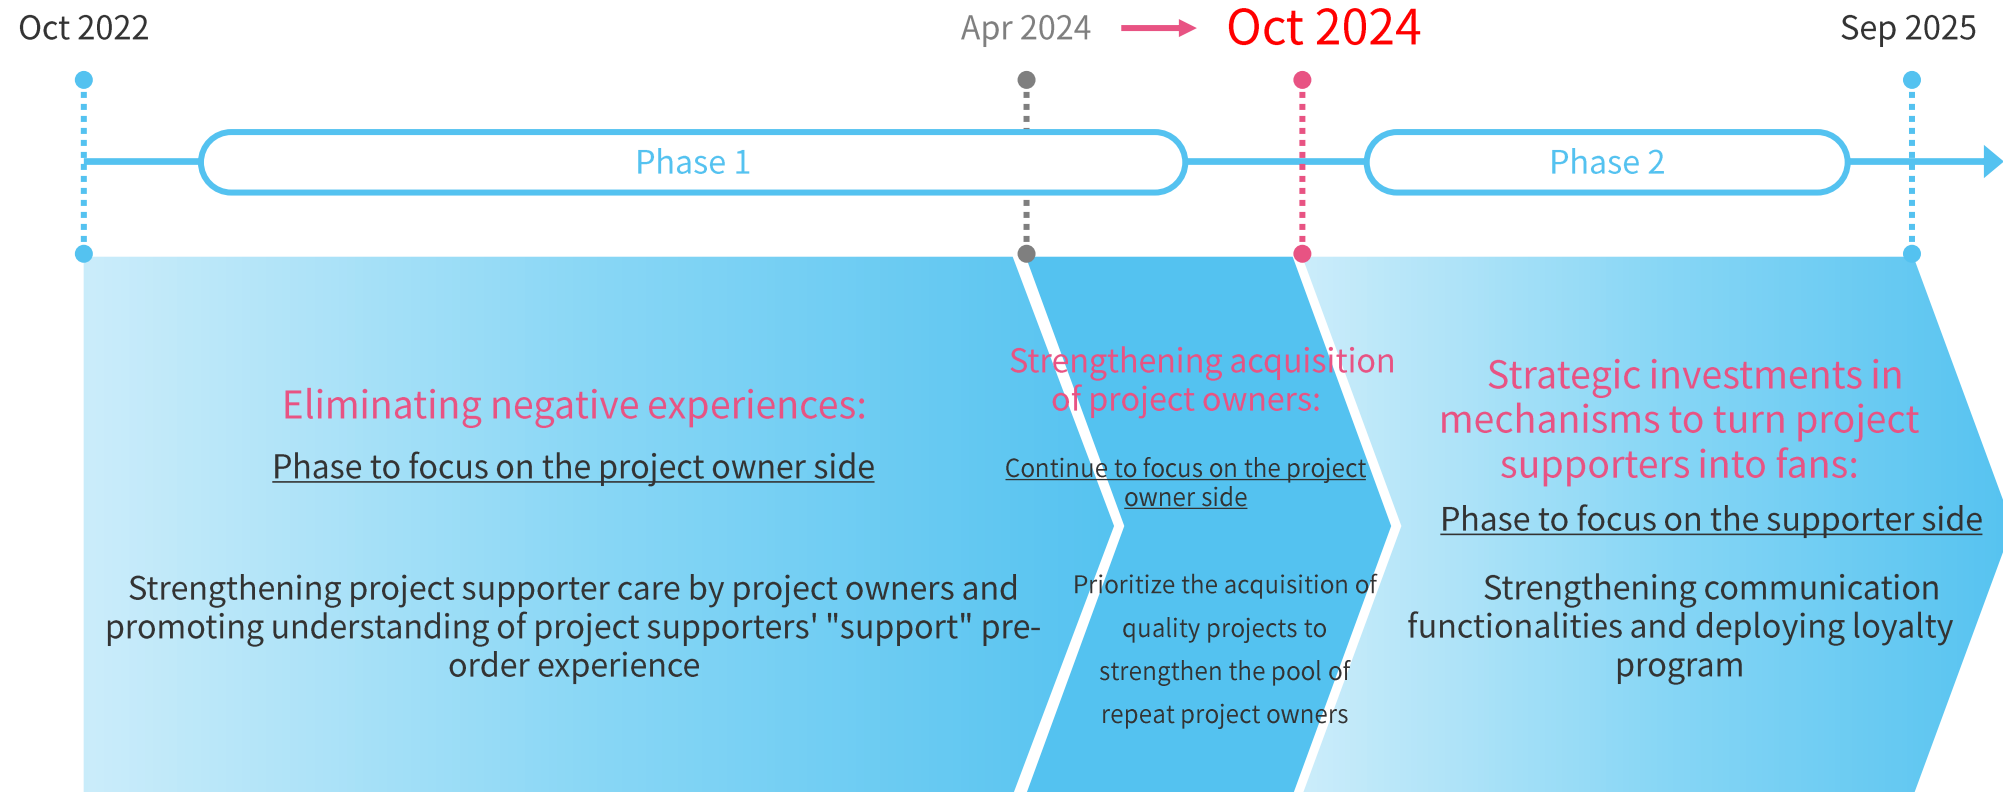 Oct 2022
Apr 2024
Oct 2024
Sep 2025
Phase 1
Phase 2
Eliminating negative experiences:
Phase to focus on the project owner side
Strengthening project supporter care by project owners and
promoting understanding of project supporters' "support" pre-
order experience
Strengthening acquisition
of project owners:
Continue to focus on the project
owner side
Prioritize the acquisition of
quality projects to
strengthen the pool of
repeat project owners
Strategic investments in
mechanisms to turn project
supporters into fans:
Phase to focus on the supporter side
Strengthening communication
functionalities and deploying loyalty
program